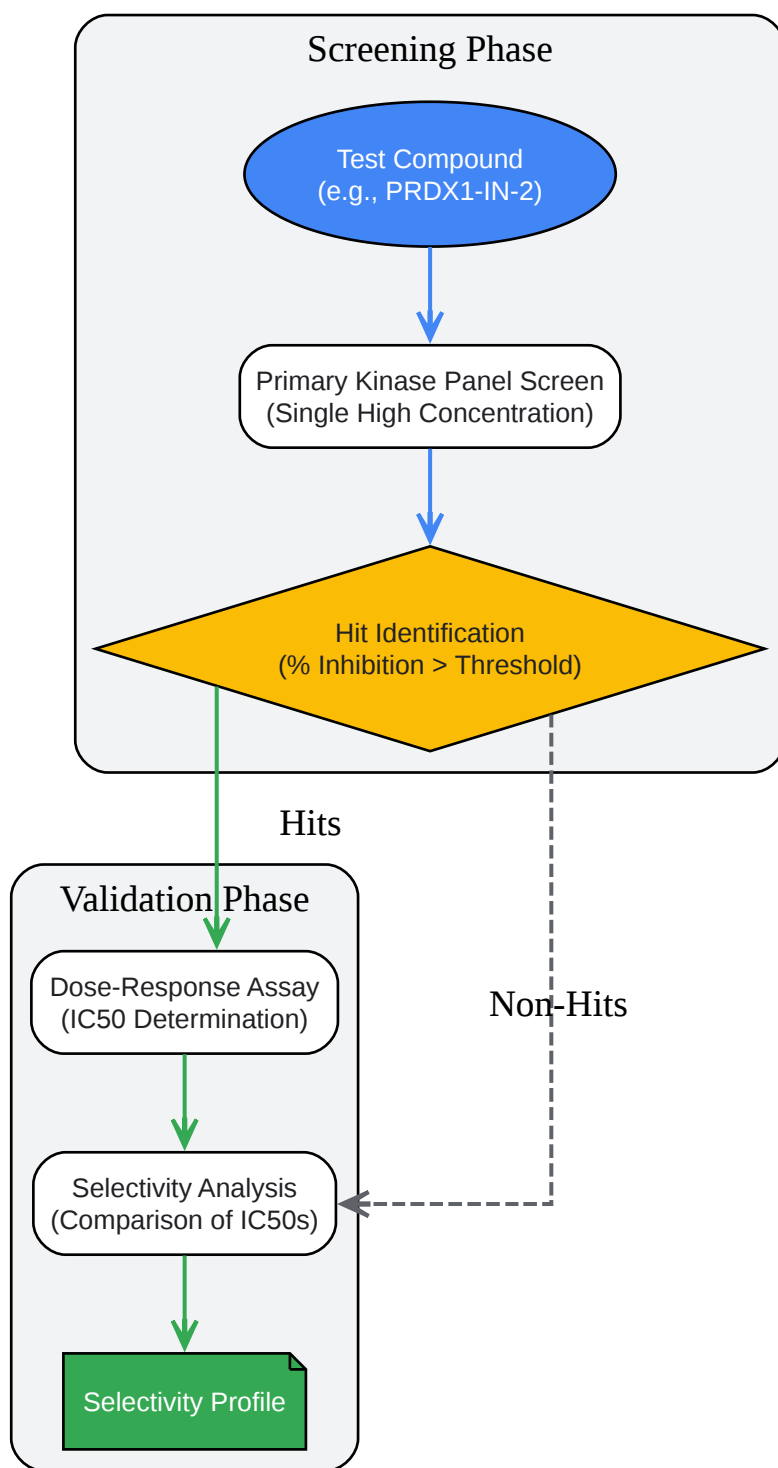 Screening Phase
Test Compound
(e.g., PRDX1-IN-2)
Primary Kinase Panel Screen
(Single High Concentration)
Hit Identification
(% Inhibition > Threshold)
Hits
Validation Phase
Dose-Response Assay
(IC50 Determination)
Non-Hits
Selectivity Analysis
(Comparison of IC50s)
Selectivity Profile